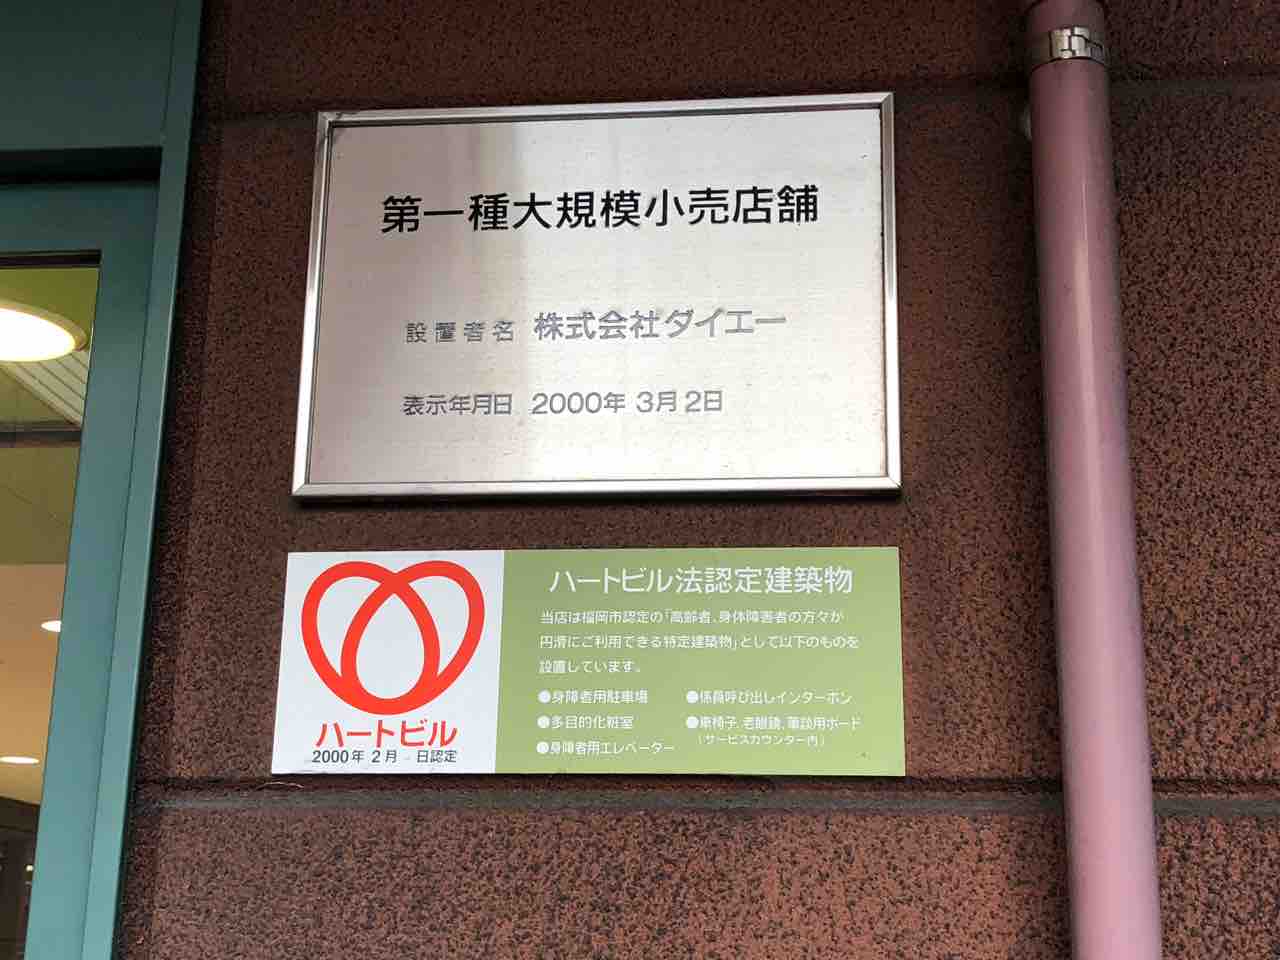 第一種大規模小売店舗
設置者名 株式会社ダイエー
表示年月日 2000年 3月 2日
ハートビル
2000年 2月 日認定
ハートビル法認定建築物
当店は福岡市認定の「高齢者、身体障害者の方々が
円滑にご利用できる特定建築物」として以下のものを
設置しています。
●身障者用駐車場
●多目的化粧室
●身障者用エレベーター
●係員呼び出しインターホン
●車椅子、老眼鏡、筆談用ボード
(サービスカウンター内)